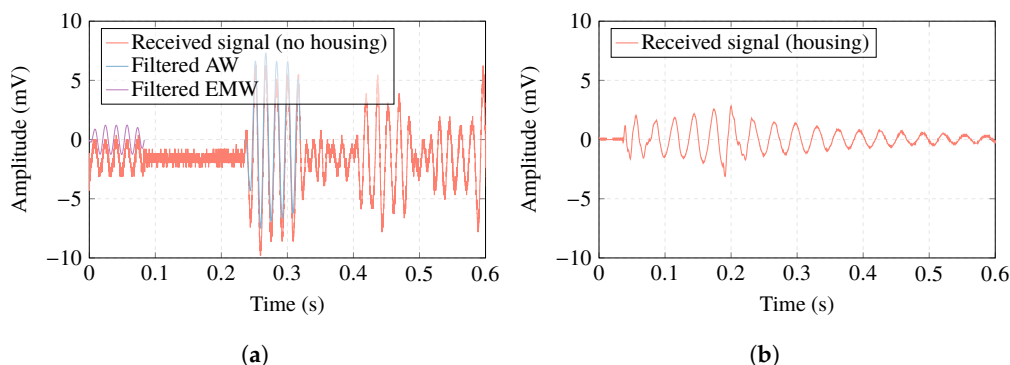 10
5
0
−5
−10
Amplitude (mV)
Received signal (no housing)
Filtered AW
Filtered EMW
0 0.1 0.2 0.3 0.4 0.5 0.6
Time (s)
(a)
10
5
0
−5
−10
Amplitude (mV)
Received signal (housing)
0 0.1 0.2 0.3 0.4 0.5 0.6
Time (s)
(b)